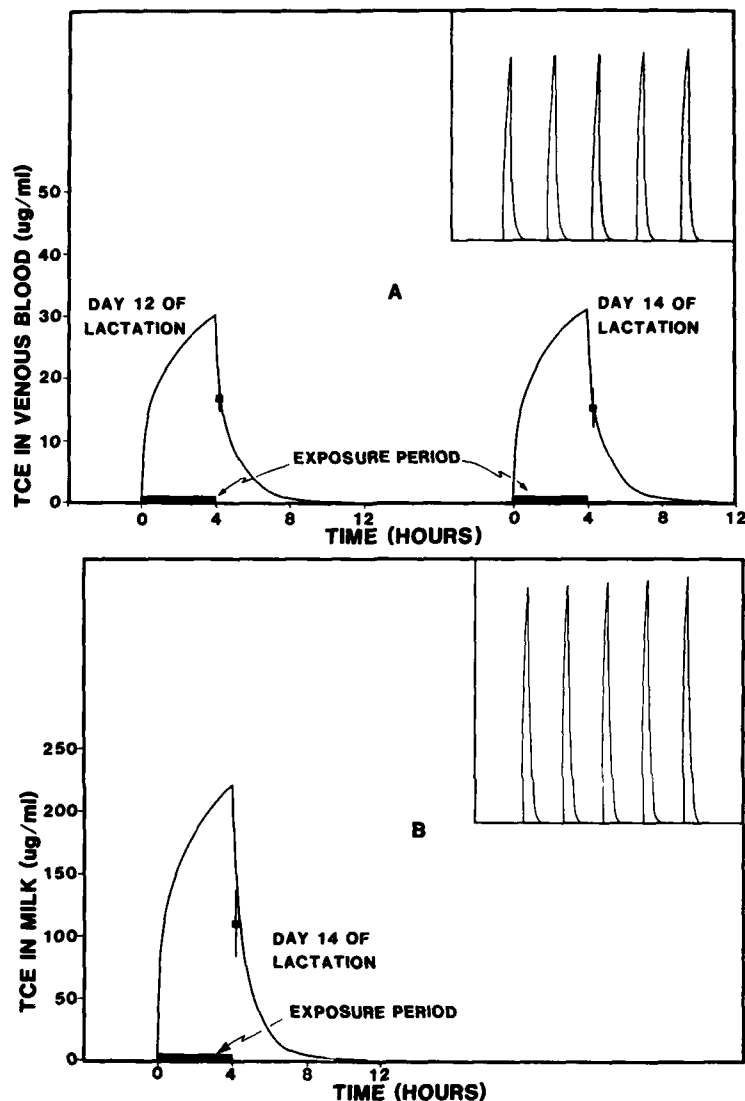 TCE IN VENOUS BLOOD (ug/ml)
50
40
30
20
10
0
DAY 12 OF
LACTATION
A
DAY 14 OF
LACTATION
EXPOSURE PERIOD
0
4
8
12
0
4
8
12
TIME (HOURS)
TCE IN MILK (ug/ml)
250
200
150
100
50
0
B
DAY 14 OF
LACTATION
EXPOSURE PERIOD
0
4
8
12
TIME (HOURS)